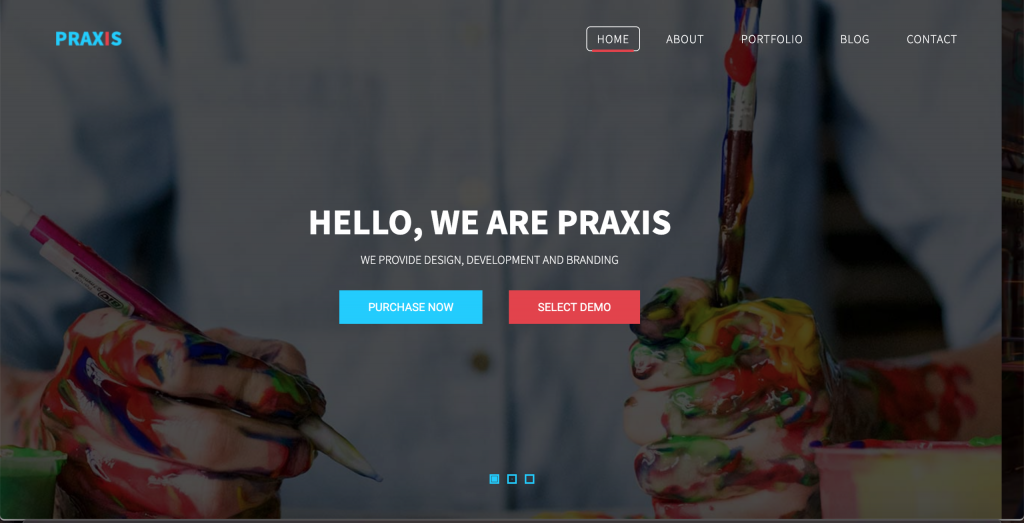 PRAXIS
HOME ABOUT PORTFOLIO BLOG CONTACT
HELLO, WE ARE PRAXIS
WE PROVIDE DESIGN, DEVELOPMENT AND BRANDING
PURCHASE NOW SELECT DEMO